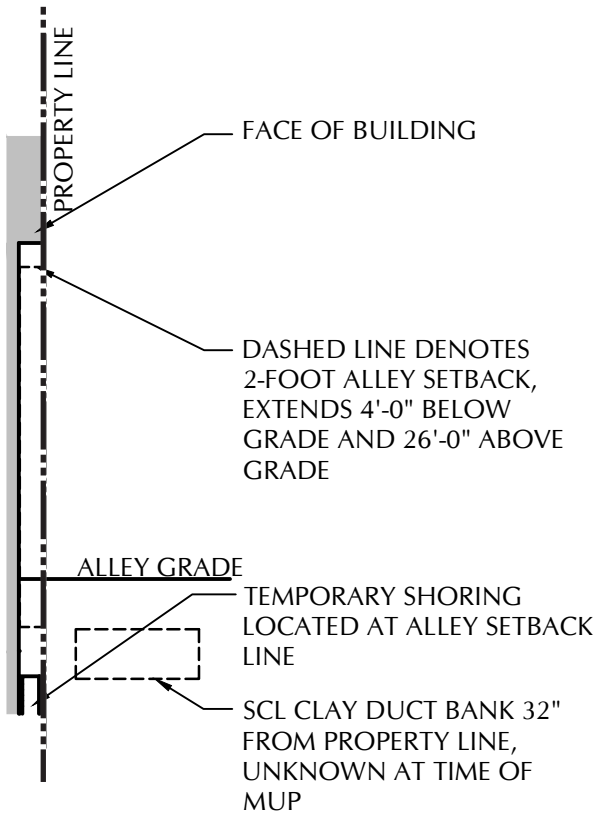 PROPERTY LINE
FACE OF BUILDING
DASHED LINE DENOTES
2-FOOT ALLEY SETBACK,
EXTENDS 4'-0" BELOW
GRADE AND 26'-0" ABOVE
GRADE
ALLEY GRADE
TEMPORARY SHORING
LOCATED AT ALLEY SETBACK
LINE
SCL CLAY DUCT BANK 32"
FROM PROPERTY LINE,
UNKNOWN AT TIME OF
MUP